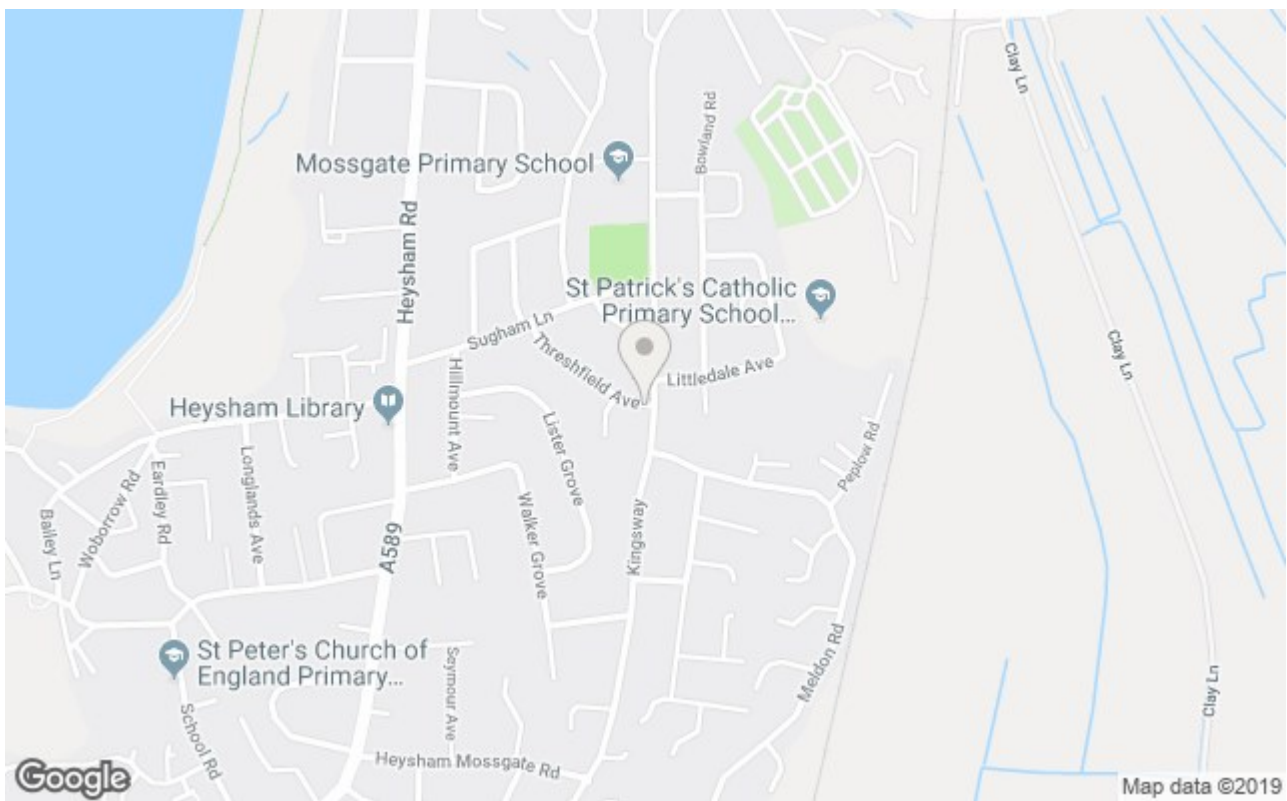 Clay Ln
Bowland Rd
Mossgate Primary School
Heysham Rd
St Patrick's Catholic
Primary School...
Sugham Ln
Threshfield Ave
Littledale Ave
Clay Ln
Hillmount Ave
Heysham Library
Lister Grove
Longlands Ave
Peplow Rd
Eardley Rd
Woborrow Rd
Bailey Ln
Walker Grove
Kingsway
A589
St Peter's Church of
England Primary...
Seymour Ave
Meldon Rd
Clay Ln
School Rd
Heysham Mossgate Rd
Google
Map data ©2019